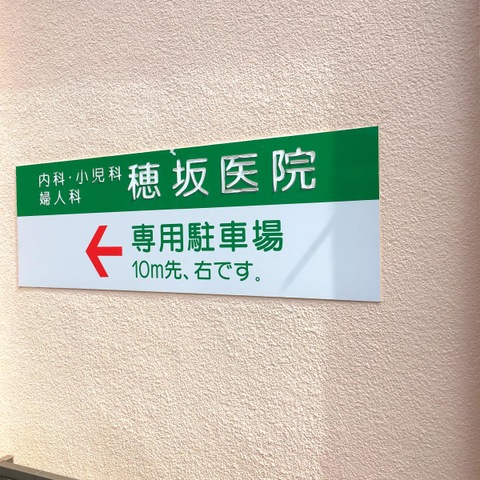 内科・小児科
婦人科
穂坂医院
専用駐車場
10m先、右です。